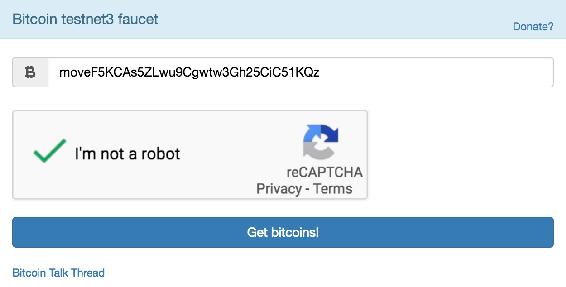 Bitcoin testnet3 faucet
Donate?
moveF5KCAs5ZLwu9Cgwtw3Gh25CiC51KQz
I'm not a robot
reCAPTCHA
Privacy - Terms
Get bitcoins!
Bitcoin Talk Thread